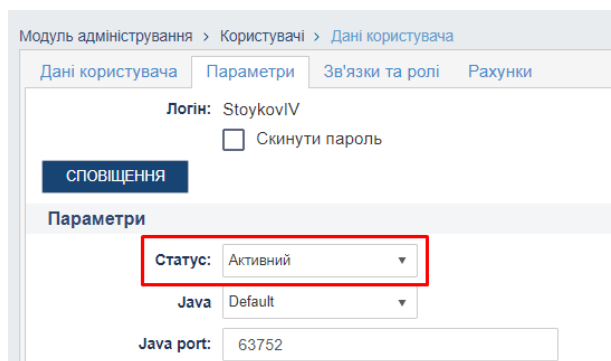 Модуль адміністрування > Користувачі > Дані користувача
Дані користувача Параметри Зв'язки та ролі Рахунки
Логін: StoykovIV
Скинути пароль
СПОВІЩЕННЯ
Параметри
Статус: Активний
Java Default
Java port: 63752